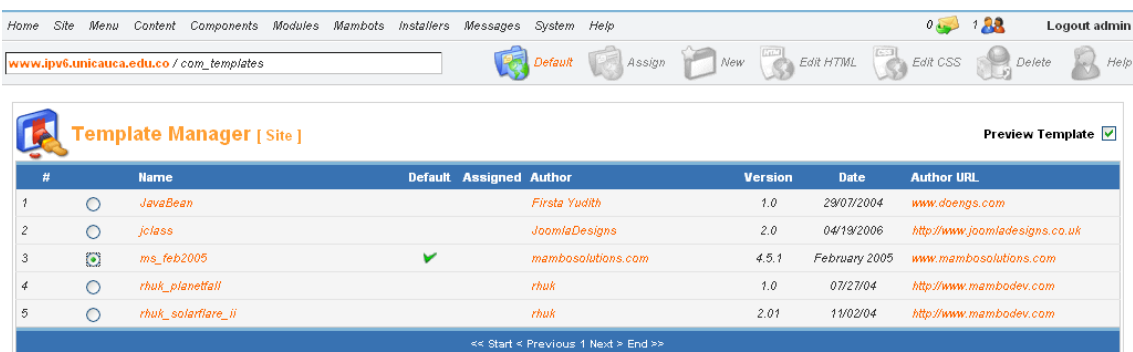 Home Site Menu Content Components Modules Mambots Installers Messages System Help 0 1 Logout admin
www.ipv6.unicauca.edu.co / com_templates Default Assign New Edit HTML Edit CSS Delete Help
Template Manager [ Site ] Preview Template
# Name Default Assigned Author Version Date Author URL
1 JavaBean Firsta Yudith 1.0 29/07/2004 www.doengs.com
2 jclass JoomlaDesigns 2.0 04/19/2006 http://www.joomladesigns.co.uk
3 ms_feb2005 mambosolutions.com 4.5.1 February 2005 www.mambosolutions.com
4 rhuk_planetfall rhuk 1.0 07/27/04 http://www.mambodev.com
5 rhuk_solarflare_ii rhuk 2.01 11/02/04 http://www.mambodev.com
<< Start < Previous 1 Next > End >>